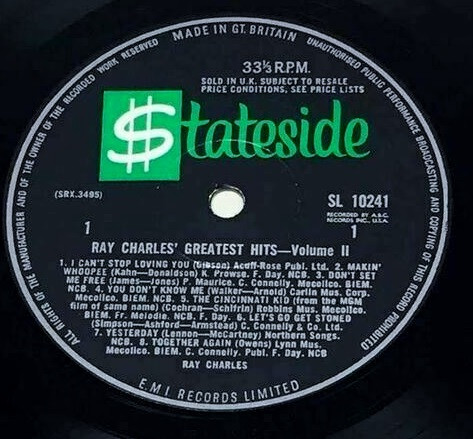 MADE IN GT. BRITAIN
UNAUTHORISED PUBLIC PERFORMANCE BROADCASTING AND COPYING OF THIS RECORD PROHIBITED
ALL RIGHTS OF THE MANUFACTURER AND OF THE OWNER OF THE RECORDED WORK RESERVED
33⅓ R.P.M.
SOLD IN U.K. SUBJECT TO RESALE
PRICE CONDITIONS, SEE PRICE LISTS
$tateside
(SRX.3495)
SL 10241
RECORDED BY A.B.C.
RECORDS INC., U.S.A.
1
1
RAY CHARLES' GREATEST HITS—Volume II
1. I CAN'T STOP LOVING YOU (Gibson) Acuff-Rose Publ. Ltd. 2. MAKIN'
WHOOPEE (Kahn—Donaldson) K. Prowse. F. Day. NCB. 3. DON'T SET
ME FREE (James—Jones) P. Maurice. C. Connelly. Mecolico. BIEM.
NCB. 4. YOU DON'T KNOW ME (Walker—Arnold) Carlin Mus. Corp.
Mecolico. BIEM. NCB. 5. THE CINCINNATI KID (from the MGM
film of same name) (Cochran—Schifrin) Robbins Mus. Mecolico.
BIEM. Fr. Melodie. NCB. F. Day. 6. LET'S GO GET STONED
(Simpson—Ashford—Armstead) C. Connelly & Co. Ltd.
7. YESTERDAY (Lennon—McCartney) Northern Songs.
NCB. 8. TOGETHER AGAIN (Owens) Lynn Mus.
Mecolico. BIEM. C. Connelly. Publ. F. Day. NCB
RAY CHARLES
E.M.I. RECORDS LIMITED